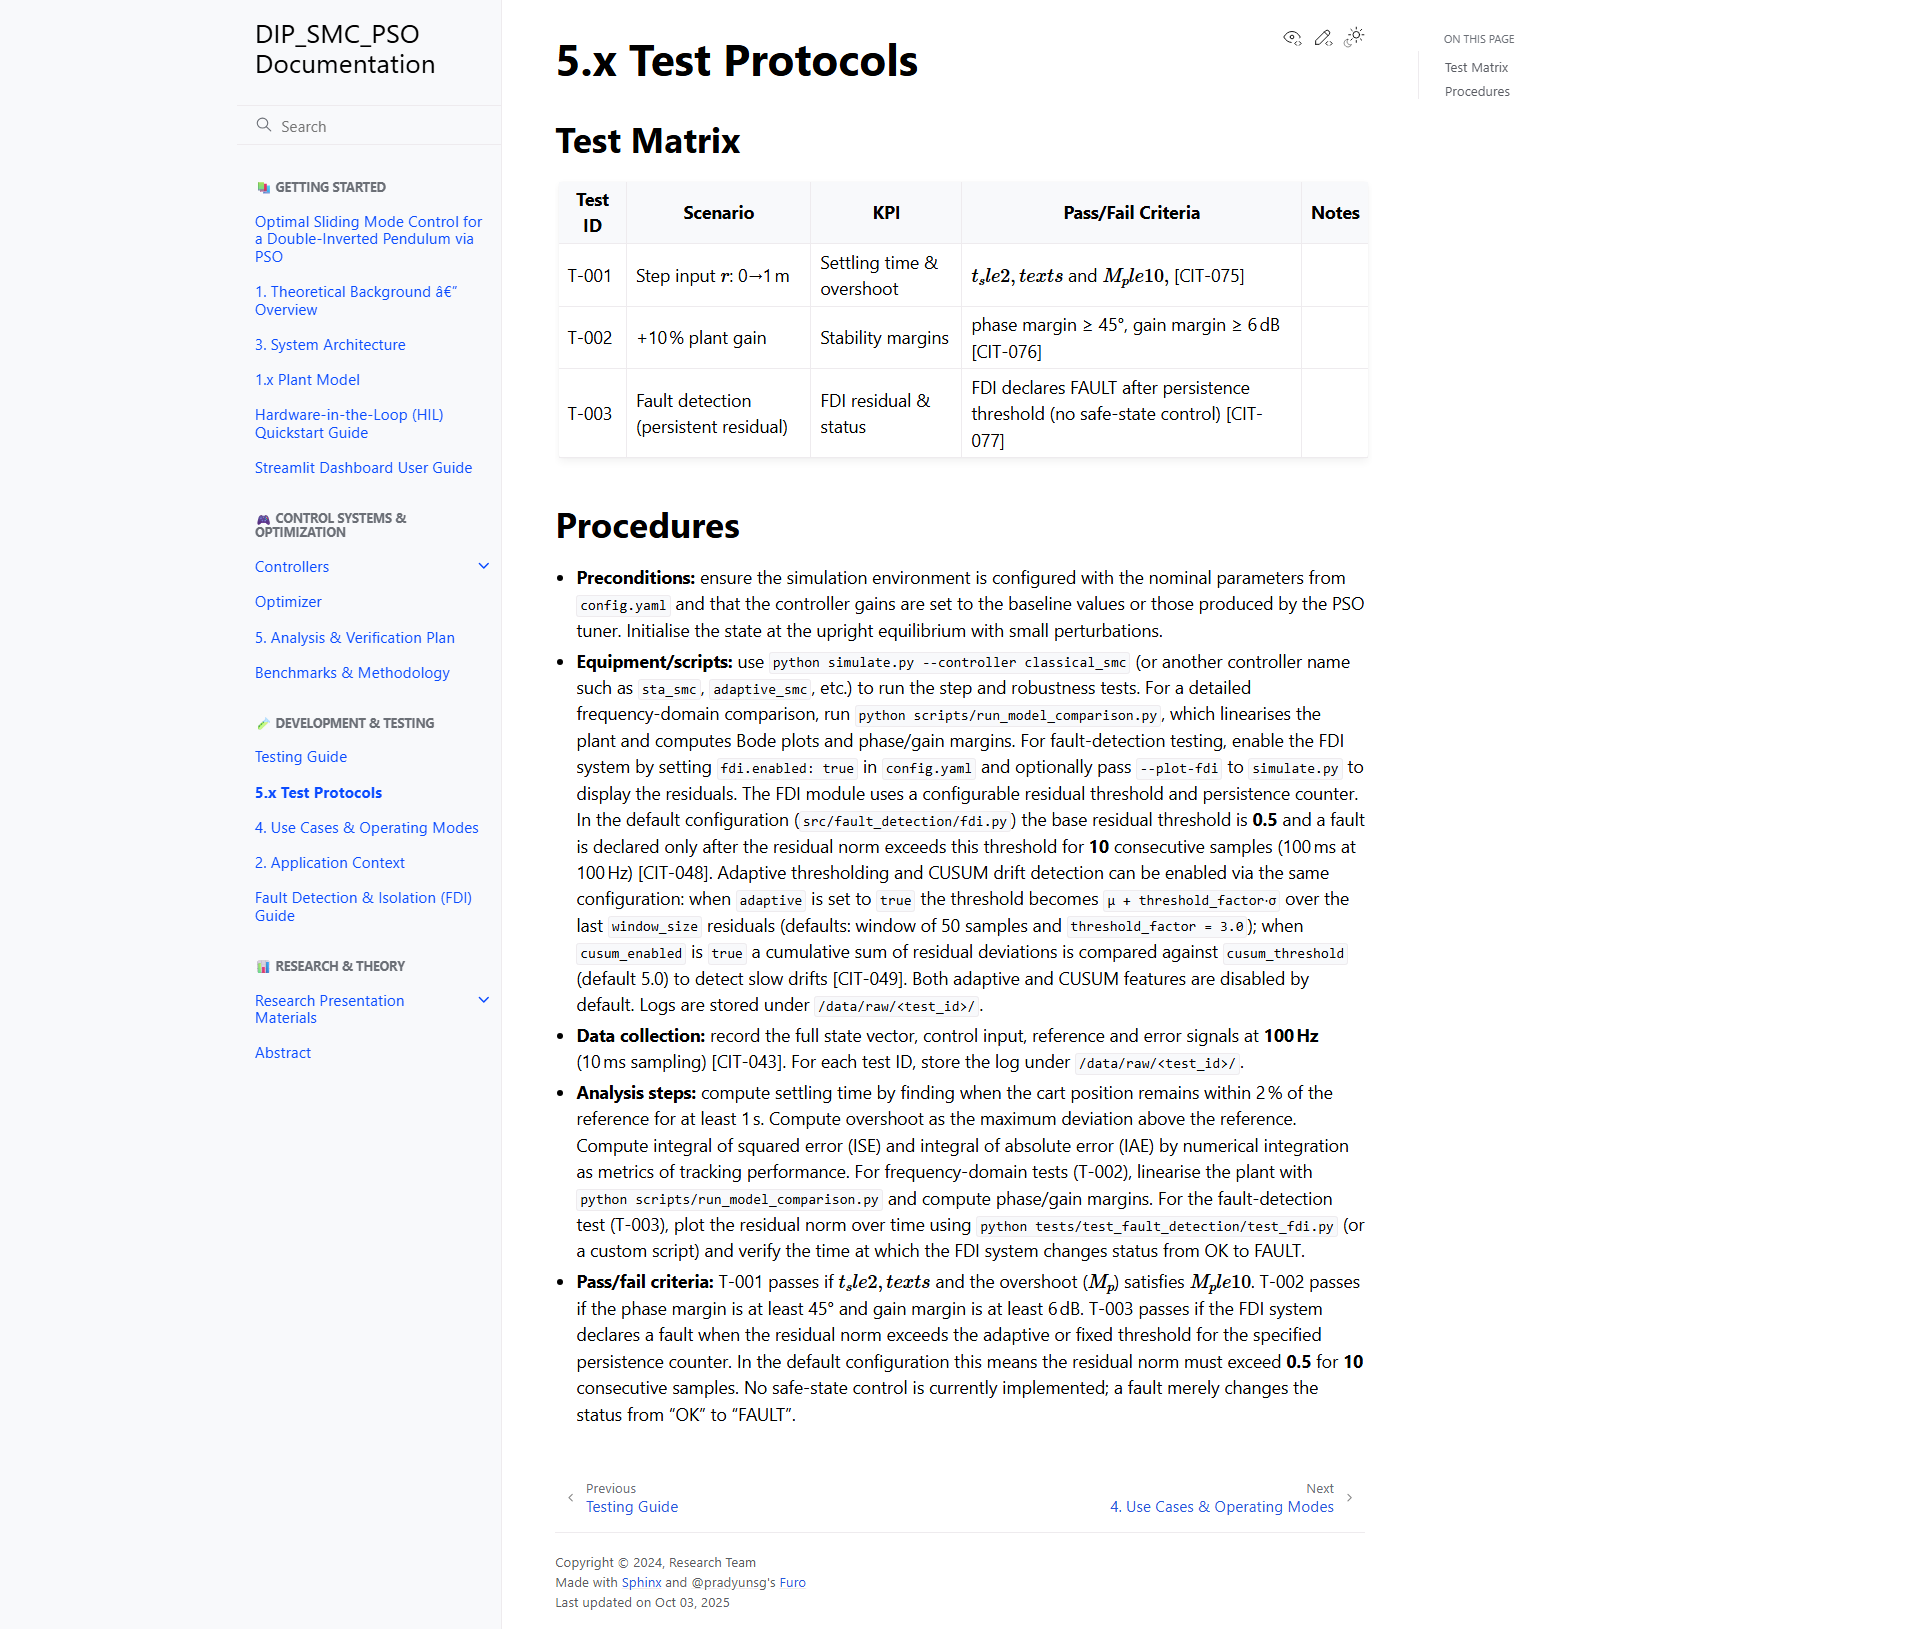 DIP_SMC_PSO
Documentation
Search
GETTING STARTED
Optimal Sliding Mode Control for
a Double-Inverted Pendulum via
PSO
1. Theoretical Background â€“
Overview
3. System Architecture
1.x Plant Model
Hardware-in-the-Loop (HIL)
Quickstart Guide
Streamlit Dashboard User Guide
CONTROL SYSTEMS &
OPTIMIZATION
Controllers
Optimizer
5. Analysis & Verification Plan
Benchmarks & Methodology
DEVELOPMENT & TESTING
Testing Guide
5.x Test Protocols
4. Use Cases & Operating Modes
2. Application Context
Fault Detection & Isolation (FDI)
Guide
RESEARCH & THEORY
Research Presentation
Materials
Abstract
5.x Test Protocols
Test Matrix
Test ID | Scenario | KPI | Pass/Fail Criteria | Notes
T-001 | Step input r: 0→1 m | Settling time & overshoot | t_sle2, texts and M_ple10, [CIT-075]
T-002 | +10 % plant gain | Stability margins | phase margin ≥ 45°, gain margin ≥ 6 dB [CIT-076]
T-003 | Fault detection (persistent residual) | FDI residual & status | FDI declares FAULT after persistence threshold (no safe-state control) [CIT-077]
Procedures
• Preconditions: ensure the simulation environment is configured with the nominal parameters from
config.yaml and that the controller gains are set to the baseline values or those produced by the PSO
tuner. Initialise the state at the upright equilibrium with small perturbations.
• Equipment/scripts: use python simulate.py --controller classical_smc (or another controller name
such as sta_smc, adaptive_smc, etc.) to run the step and robustness tests. For a detailed
frequency-domain comparison, run python scripts/run_model_comparison.py, which linearises the
plant and computes Bode plots and phase/gain margins. For fault-detection testing, enable the FDI
system by setting fdi.enabled: true in config.yaml and optionally pass --plot-fdi to simulate.py to
display the residuals. The FDI module uses a configurable residual threshold and persistence counter.
In the default configuration (src/fault_detection/fdi.py) the base residual threshold is 0.5 and a fault
is declared only after the residual norm exceeds this threshold for 10 consecutive samples (100 ms at
100 Hz) [CIT-048]. Adaptive thresholding and CUSUM drift detection can be enabled via the same
configuration: when adaptive is set to true the threshold becomes μ + threshold_factor·σ over the
last window_size residuals (defaults: window of 50 samples and threshold_factor = 3.0); when
cusum_enabled is true a cumulative sum of residual deviations is compared against cusum_threshold
(default 5.0) to detect slow drifts [CIT-049]. Both adaptive and CUSUM features are disabled by
default. Logs are stored under /data/raw/<test_id>/.
• Data collection: record the full state vector, control input, reference and error signals at 100 Hz
(10 ms sampling) [CIT-043]. For each test ID, store the log under /data/raw/<test_id>/.
• Analysis steps: compute settling time by finding when the cart position remains within 2 % of the
reference for at least 1 s. Compute overshoot as the maximum deviation above the reference.
Compute integral of squared error (ISE) and integral of absolute error (IAE) by numerical integration
as metrics of tracking performance. For frequency-domain tests (T-002), linearise the plant with
python scripts/run_model_comparison.py and compute phase/gain margins. For the fault-detection
test (T-003), plot the residual norm over time using python tests/test_fault_detection/test_fdi.py (or
a custom script) and verify the time at which the FDI system changes status from OK to FAULT.
• Pass/fail criteria: T-001 passes if t_sle2, texts and the overshoot (M_p) satisfies M_ple10. T-002 passes
if the phase margin is at least 45° and gain margin is at least 6 dB. T-003 passes if the FDI system
declares a fault when the residual norm exceeds the adaptive or fixed threshold for the specified
persistence counter. In the default configuration this means the residual norm must exceed 0.5 for 10
consecutive samples. No safe-state control is currently implemented; a fault merely changes the
status from “OK” to “FAULT”.
Previous
Testing Guide
Next
4. Use Cases & Operating Modes
Copyright © 2024, Research Team
Made with Sphinx and @pradyunsg's Furo
Last updated on Oct 03, 2025
ON THIS PAGE
Test Matrix
Procedures